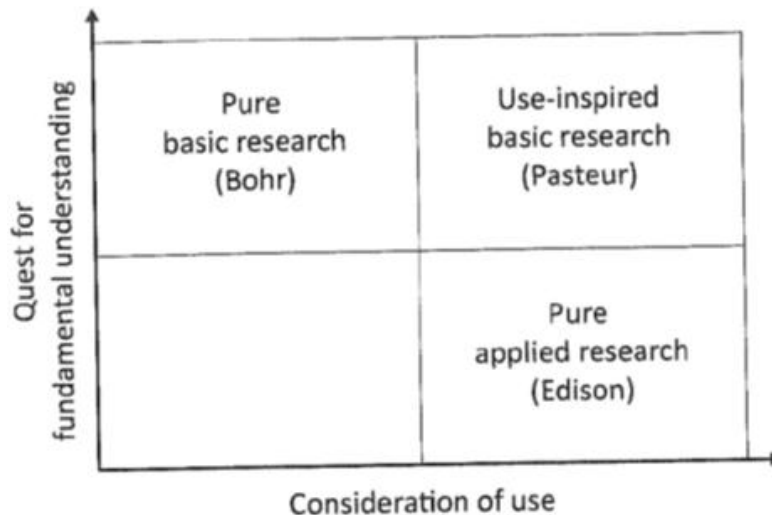 Pure
basic research
(Bohr)
Use-inspired
basic research
(Pasteur)
Quest for
fundamental understanding
Pure
applied research
(Edison)
Consideration of use